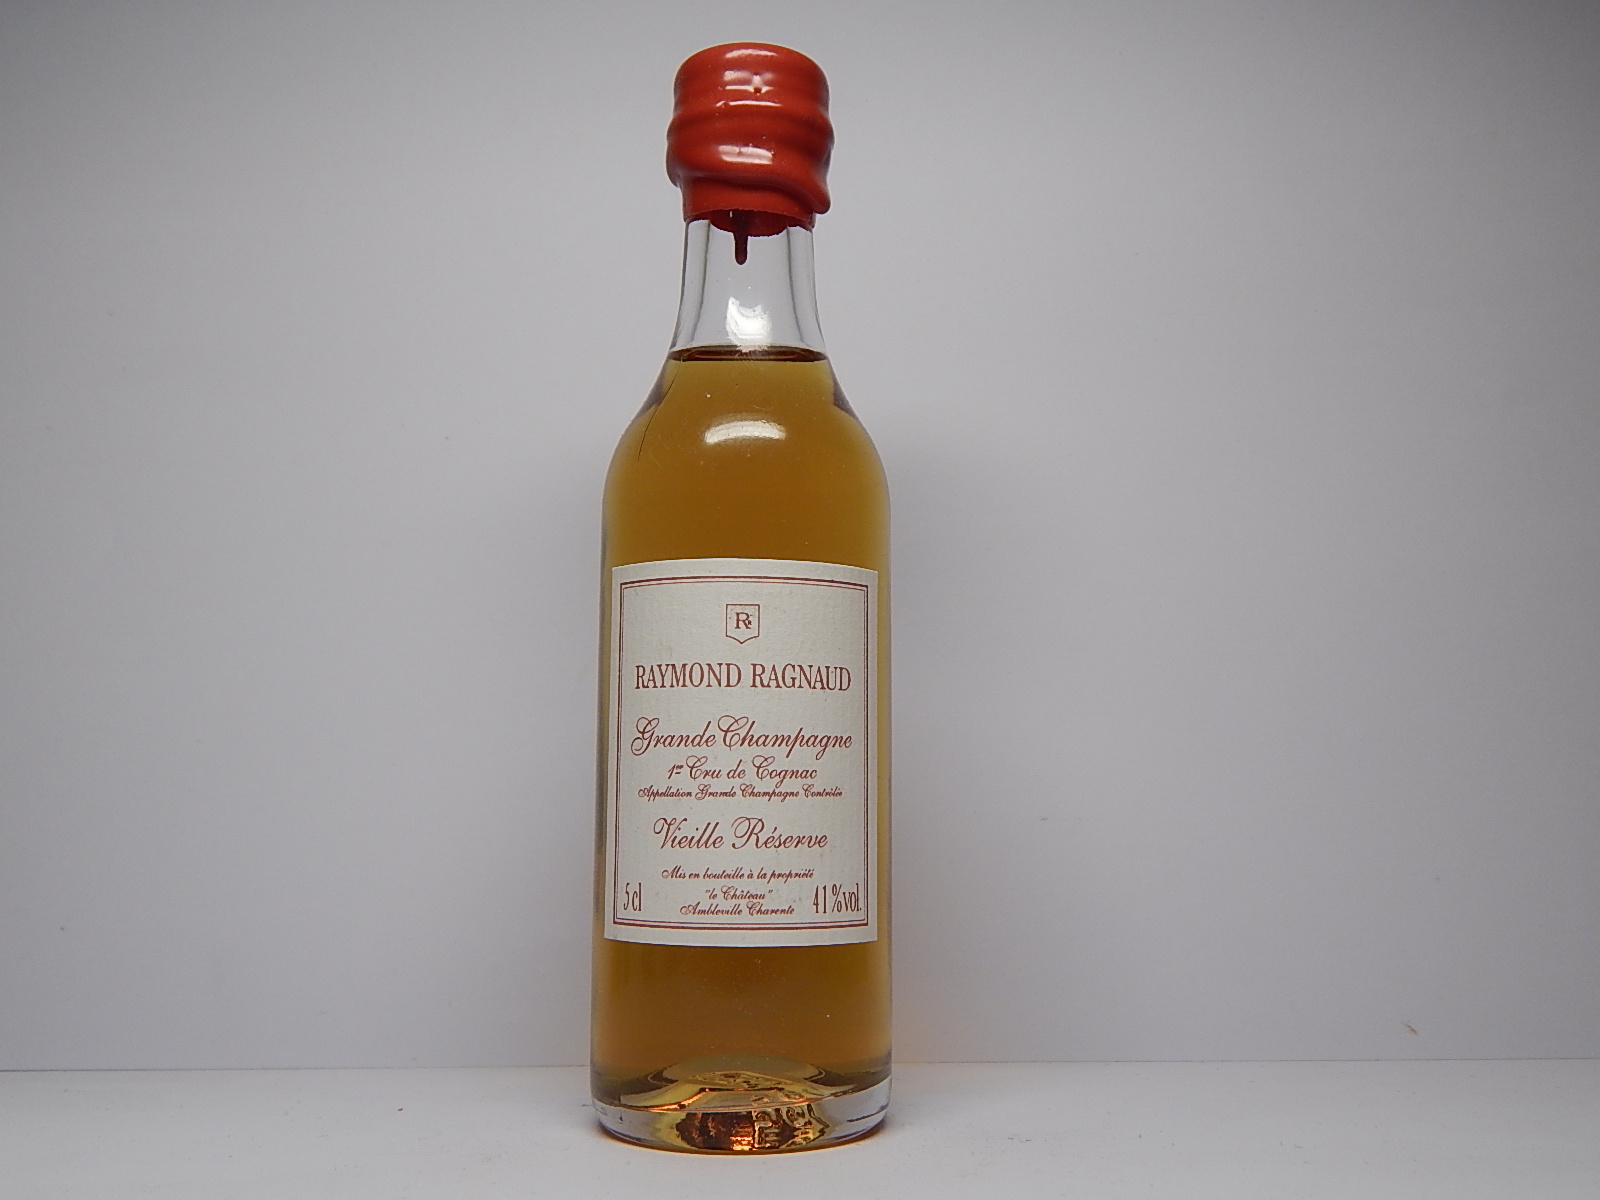 R
RAYMOND RAGNAUD
Grande Champagne
1er Cru de Cognac
Appellation Grande Champagne Contrôlée
Vieille Réserve
Mis en bouteille à la propriété
"le Château"
5 cl Ambleville Charente 41%vol.